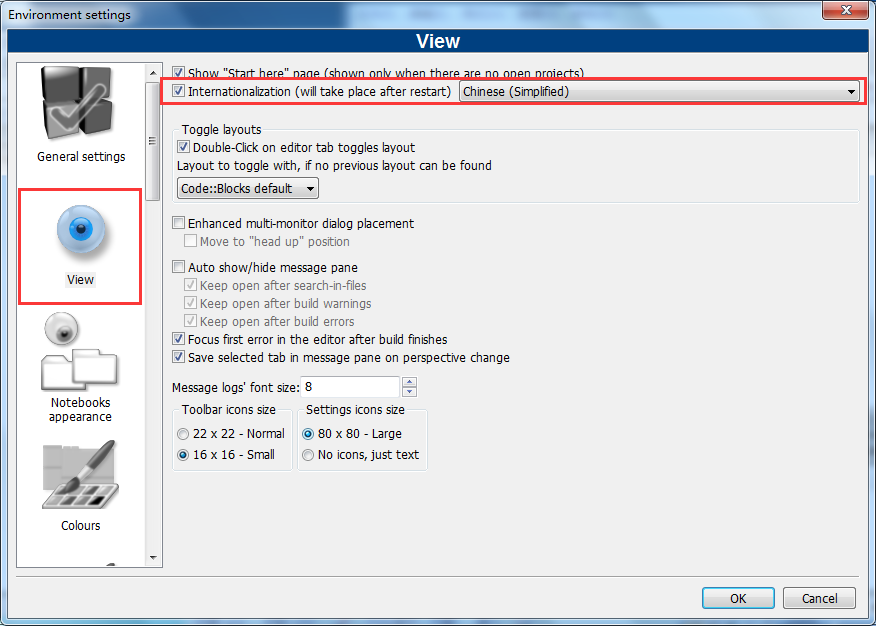 Environment settings
View
General settings
View
Notebooks
appearance
Colours
Show "Start here" page (shown only when there are no open projects)
Internationalization (will take place after restart) Chinese (Simplified)
Toggle layouts
Double-Click on editor tab toggles layout
Layout to toggle with, if no previous layout can be found
Code::Blocks default
Enhanced multi-monitor dialog placement
Move to "head up" position
Auto show/hide message pane
Keep open after search-in-files
Keep open after build warnings
Keep open after build errors
Focus first error in the editor after build finishes
Save selected tab in message pane on perspective change
Message logs' font size: 8
Toolbar icons size
22 x 22 - Normal
16 x 16 - Small
Settings icons size
80 x 80 - Large
No icons, just text
OK Cancel